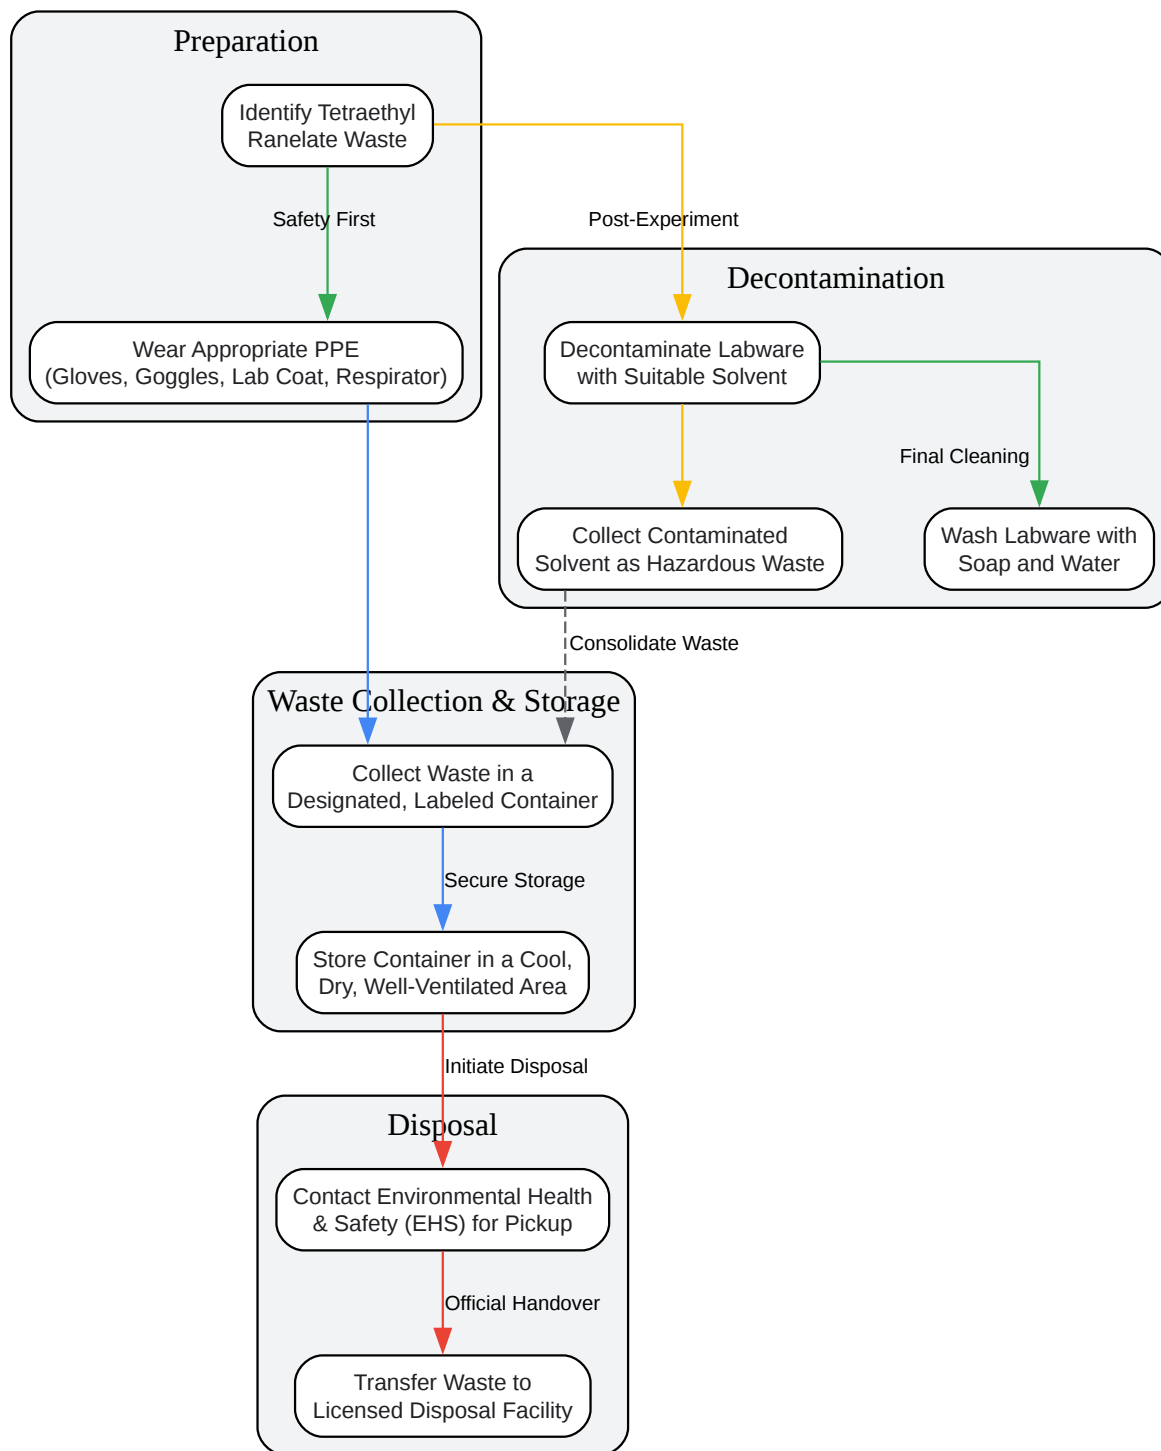 Preparation
Identify Tetraethyl
Ranelate Waste
Safety First
Post-Experiment
Wear Appropriate PPE
(Gloves, Goggles, Lab Coat, Respirator)
Decontamination
Decontaminate Labware
with Suitable Solvent
Final Cleaning
Collect Contaminated
Solvent as Hazardous Waste
Wash Labware with
Soap and Water
Consolidate Waste
Waste Collection & Storage
Collect Waste in a
Designated, Labeled Container
Secure Storage
Store Container in a Cool,
Dry, Well-Ventilated Area
Initiate Disposal
Disposal
Contact Environmental Health
& Safety (EHS) for Pickup
Official Handover
Transfer Waste to
Licensed Disposal Facility